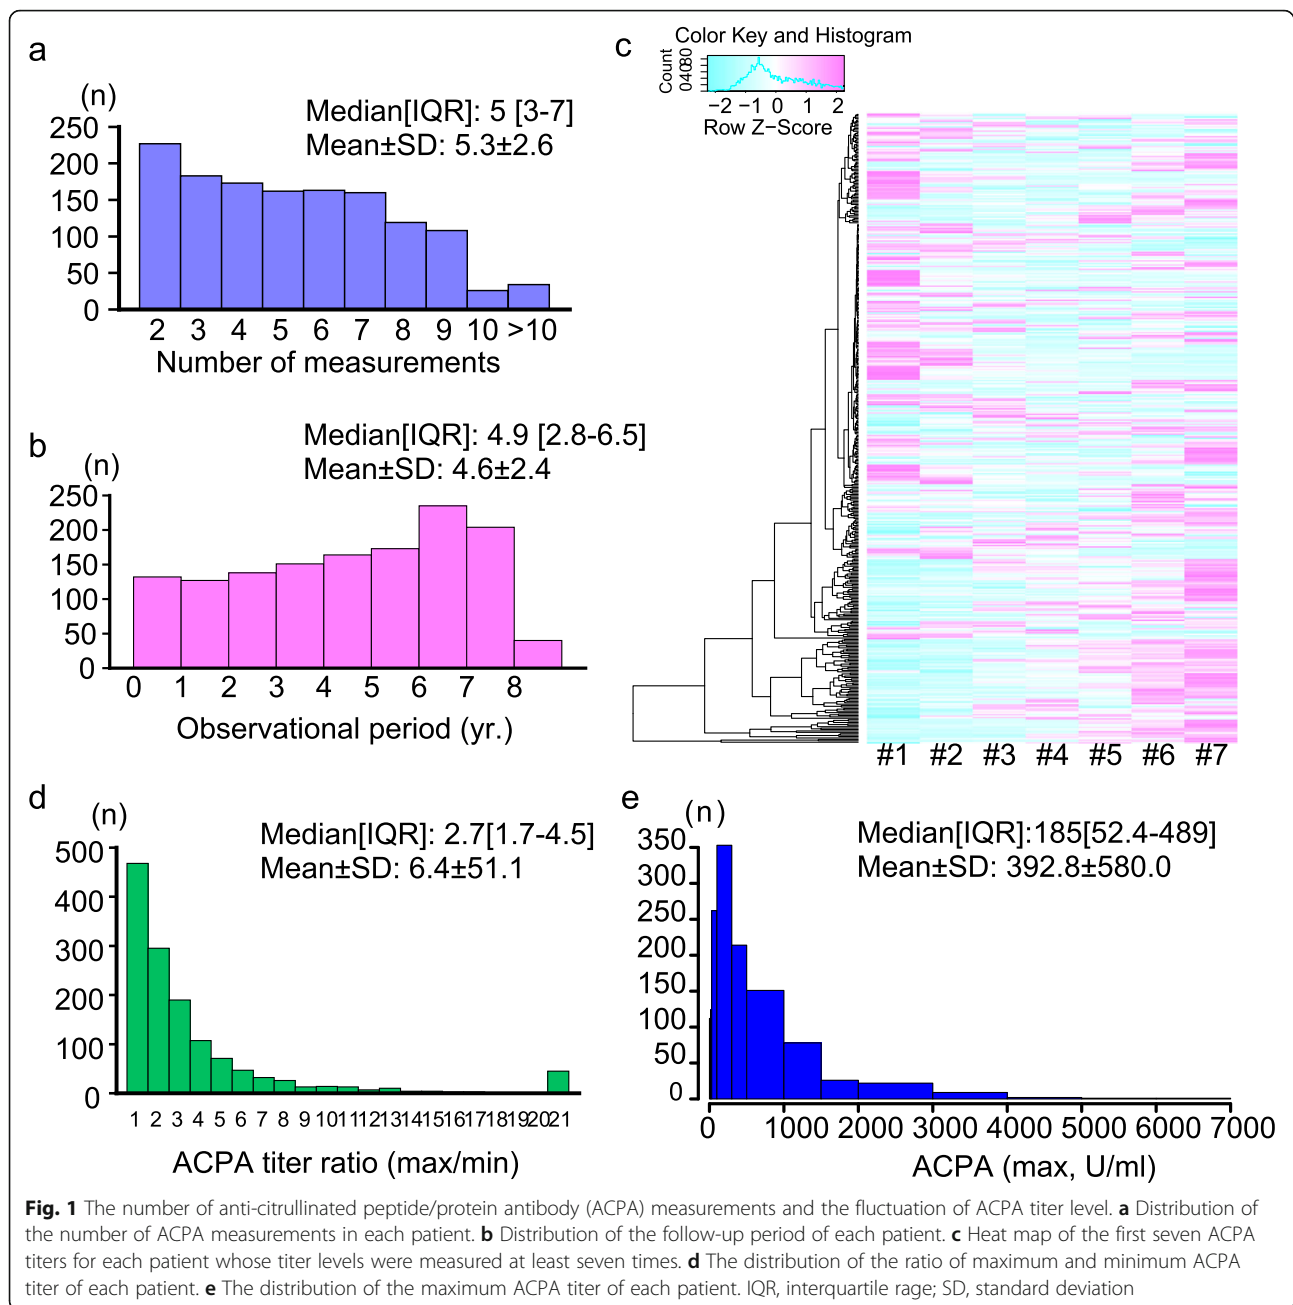 a
(n)
Median[IQR]: 5 [3-7]
Mean±SD: 5.3±2.6
250
200
150
100
50
0
2 3 4 5 6 7 8 9 10 >10
Number of measurements
b
(n)
Median[IQR]: 4.9 [2.8-6.5]
Mean±SD: 4.6±2.4
250
200
150
100
50
0
0 1 2 3 4 5 6 7 8
Observational period (yr.)
c
Color Key and Histogram
Count
0 40 80
−2 −1 0 1 2
Row Z−Score
#1 #2 #3 #4 #5 #6 #7
d
(n)
Median[IQR]: 2.7[1.7-4.5]
Mean±SD: 6.4±51.1
500
400
300
200
100
0
1 2 3 4 5 6 7 8 9 10 11 12 13 14 15 16 17 18 19 20 21
ACPA titer ratio (max/min)
e
(n)
Median[IQR]:185[52.4-489]
Mean±SD: 392.8±580.0
350
300
250
200
150
100
50
0
0 1000 2000 3000 4000 5000 6000 7000
ACPA (max, U/ml)
Fig. 1 The number of anti-citrullinated peptide/protein antibody (ACPA) measurements and the fluctuation of ACPA titer level. a Distribution of
the number of ACPA measurements in each patient. b Distribution of the follow-up period of each patient. c Heat map of the first seven ACPA
titers for each patient whose titer levels were measured at least seven times. d The distribution of the ratio of maximum and minimum ACPA
titer of each patient. e The distribution of the maximum ACPA titer of each patient. IQR, interquartile rage; SD, standard deviation